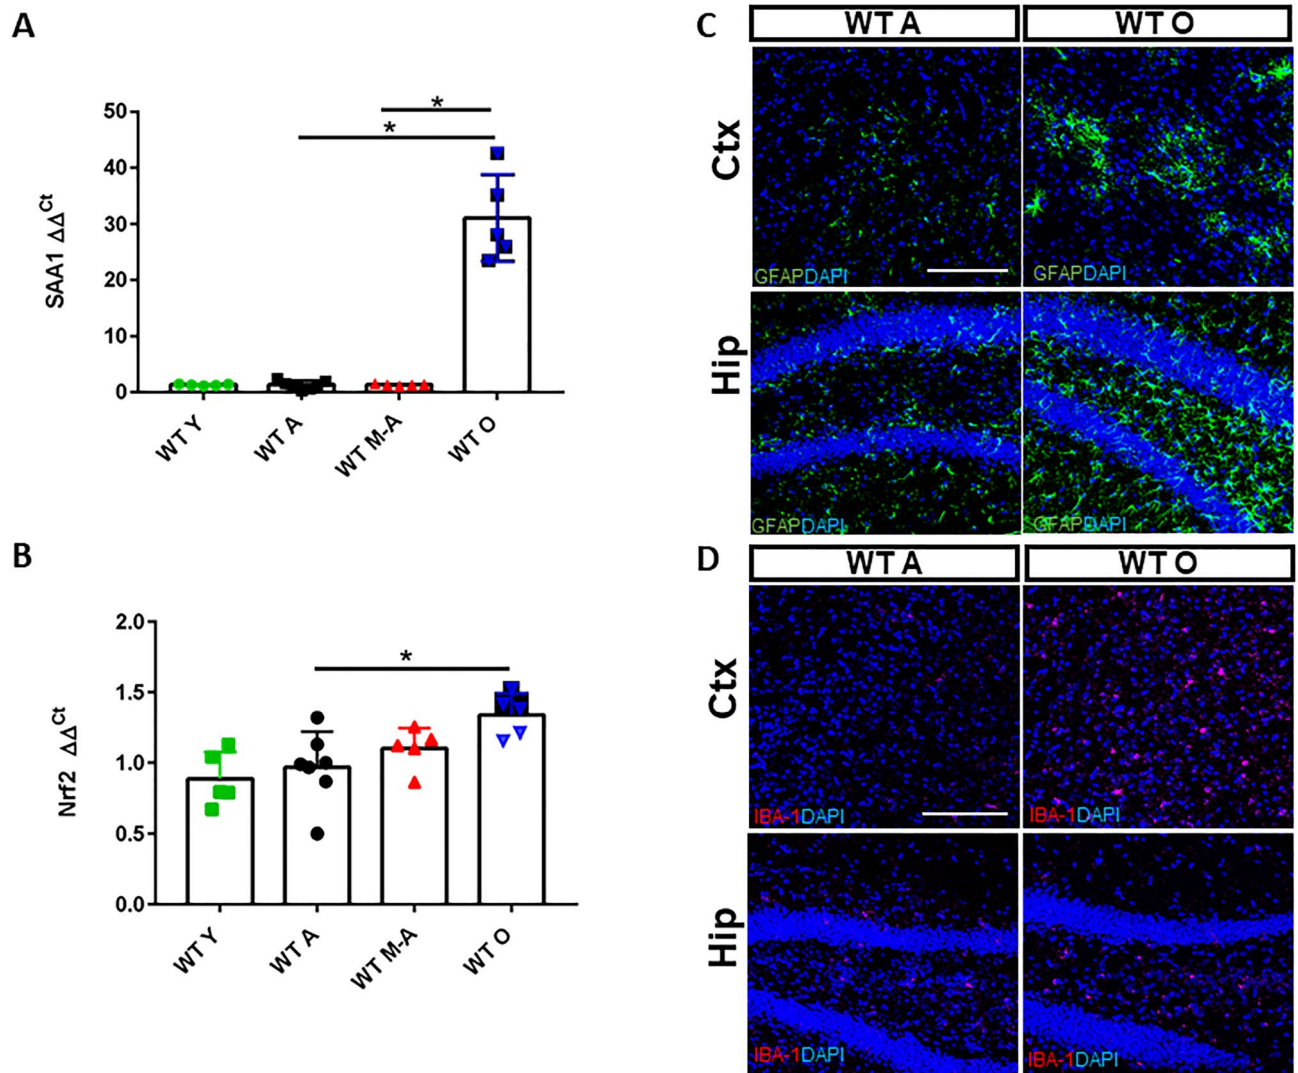 A
*
*
50
40
30
20
10
0
SAA1 ΔΔCt
WT Y
WT A
WT M-A
WT O
B
*
2.0
1.5
1.0
0.5
0.0
Nrf2 ΔΔCt
WT Y
WT A
WT M-A
WT O
C
WT A
WT O
Ctx
GFAPDAPI
GFAPDAPI
Hip
GFAPDAPI
GFAPDAPI
D
WT A
WT O
Ctx
IBA-1DAPI
IBA-1DAPI
Hip
IBA-1DAPI
IBA-1DAPI